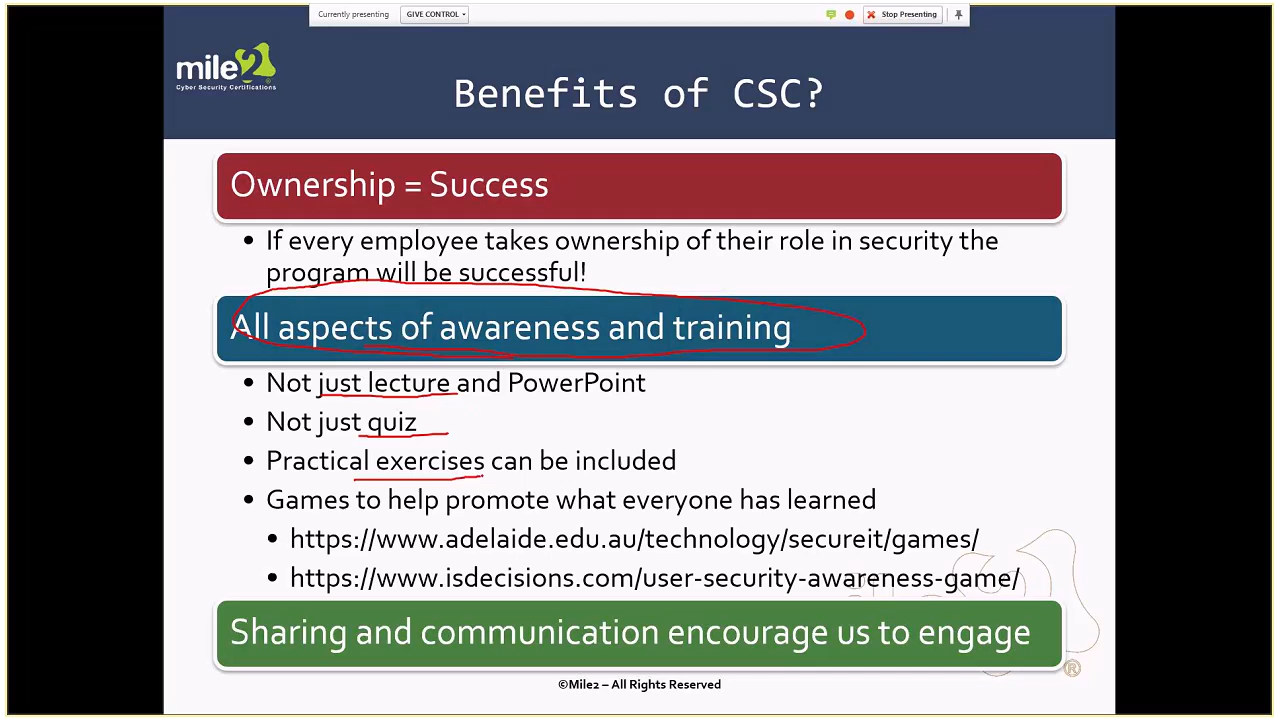 Currently presenting GIVE CONTROL Stop Presenting
mile2
Cyber Security Certifications
Benefits of CSC?
Ownership = Success
• If every employee takes ownership of their role in security the
program will be successful!
All aspects of awareness and training
• Not just lecture and PowerPoint
• Not just quiz
• Practical exercises can be included
• Games to help promote what everyone has learned
• https://www.adelaide.edu.au/technology/secureit/games/
• https://www.isdecisions.com/user-security-awareness-game/
Sharing and communication encourage us to engage
®
©Mile2 – All Rights Reserved